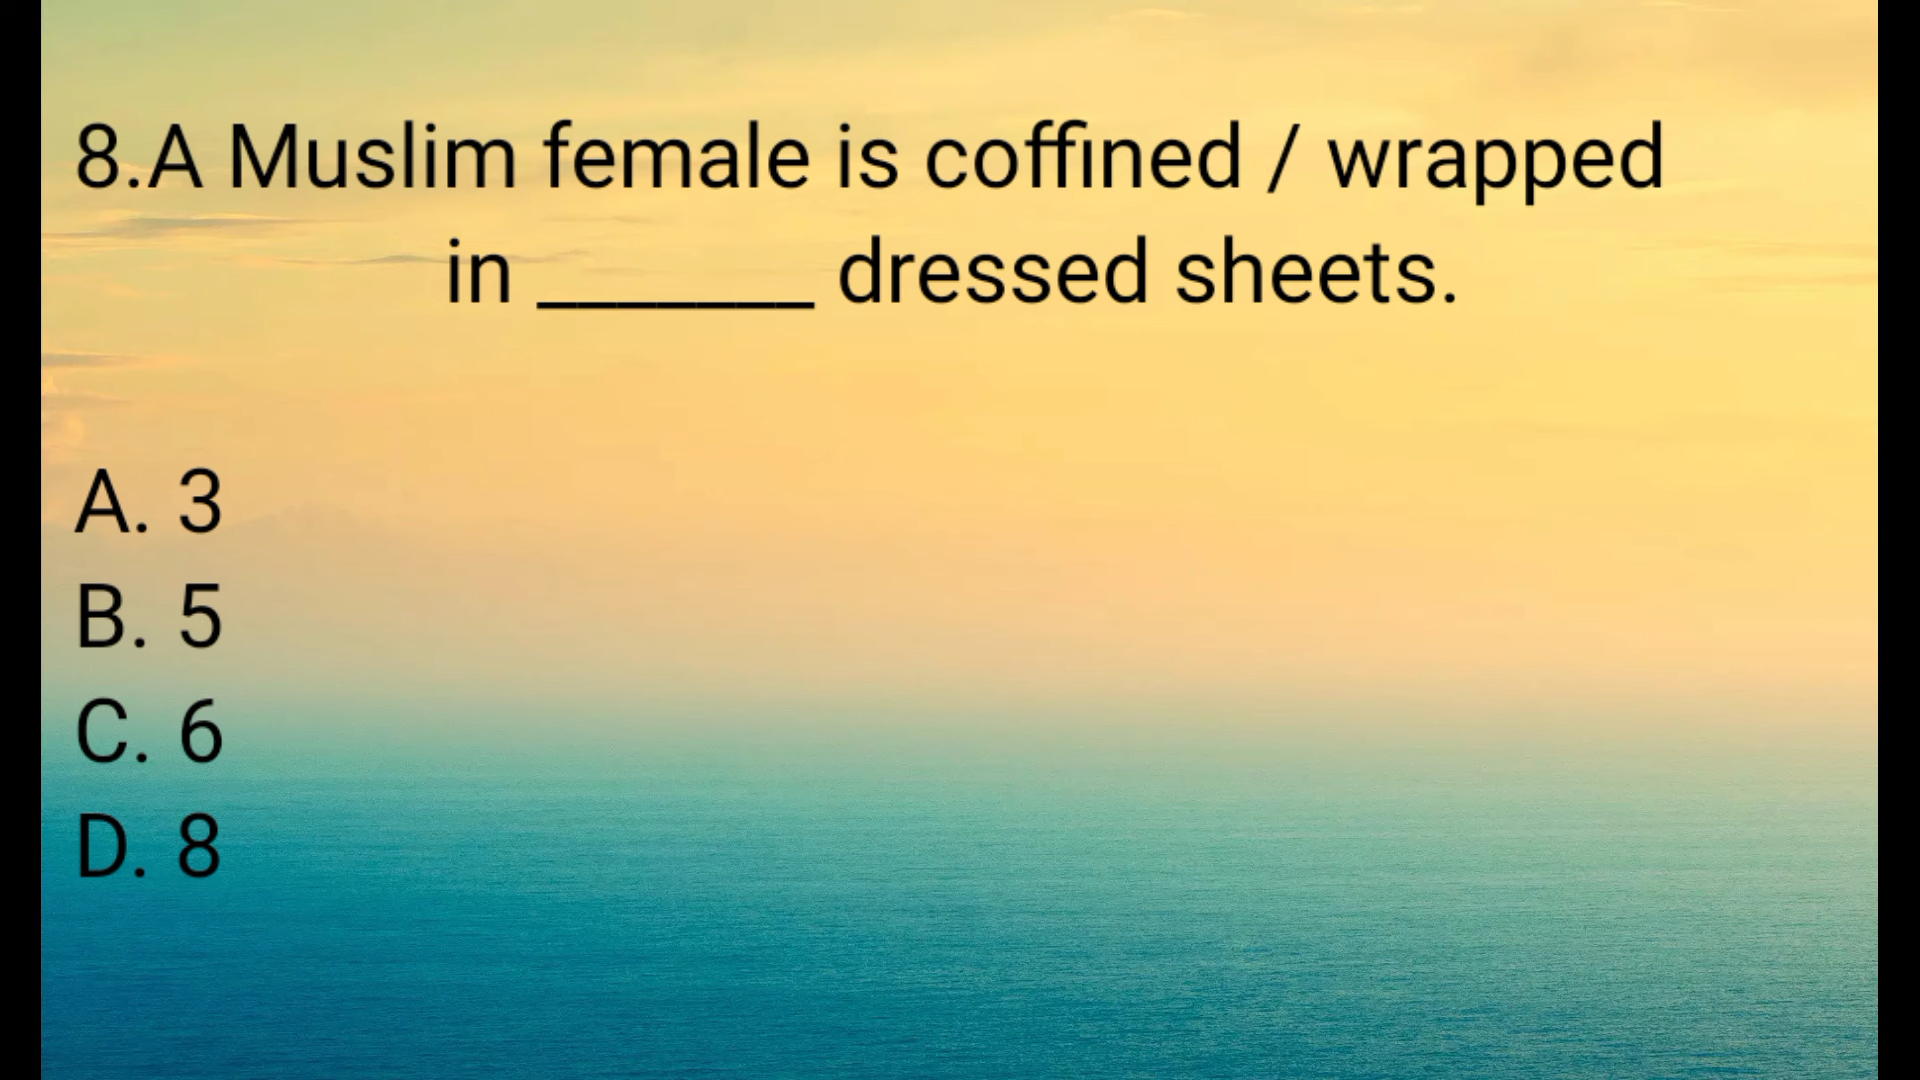 8.A Muslim female is coffined / wrapped
in _______ dressed sheets.
A. 3
B. 5
C. 6
D. 8